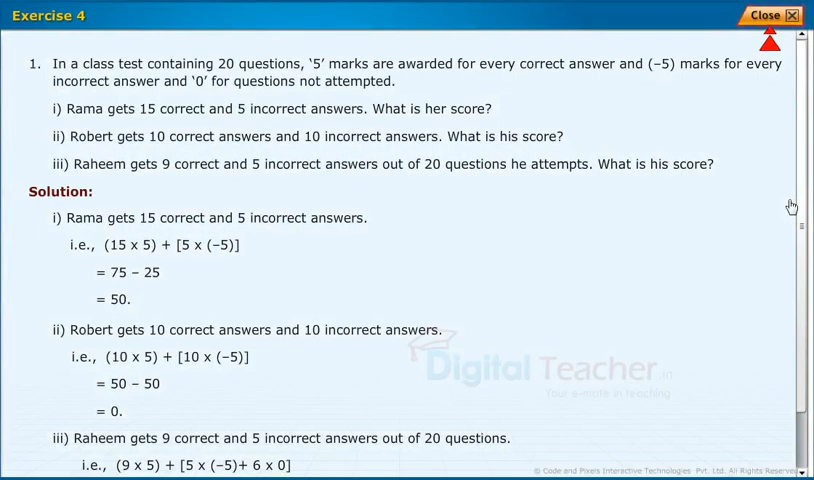 Exercise 4
Close
1. In a class test containing 20 questions, ‘5’ marks are awarded for every correct answer and (–5) marks for every
incorrect answer and ‘0’ for questions not attempted.
i) Rama gets 15 correct and 5 incorrect answers. What is her score?
ii) Robert gets 10 correct answers and 10 incorrect answers. What is his score?
iii) Raheem gets 9 correct and 5 incorrect answers out of 20 questions he attempts. What is his score?
Solution:
i) Rama gets 15 correct and 5 incorrect answers.
i.e., (15 x 5) + [5 x (–5)]
= 75 – 25
= 50.
ii) Robert gets 10 correct answers and 10 incorrect answers.
i.e., (10 x 5) + [10 x (–5)]
= 50 – 50
= 0.
Digital Teacher.in
Your e-mate in teaching
iii) Raheem gets 9 correct and 5 incorrect answers out of 20 questions.
i.e., (9 x 5) + [5 x (–5)+ 6 x 0]
© Code and Pixels Interactive Technologies Pvt. Ltd. All Rights Reserved